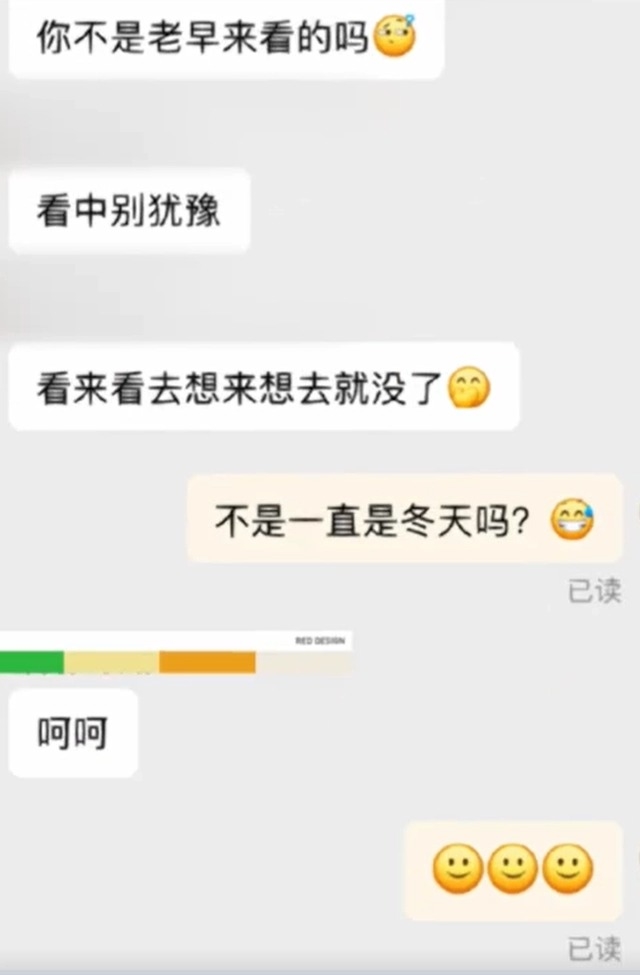 你不是老早来看的吗
看中别犹豫
看来看去想来想去就没了
不是一直是冬天吗？
已读
RED DESIGN
呵呵
已读